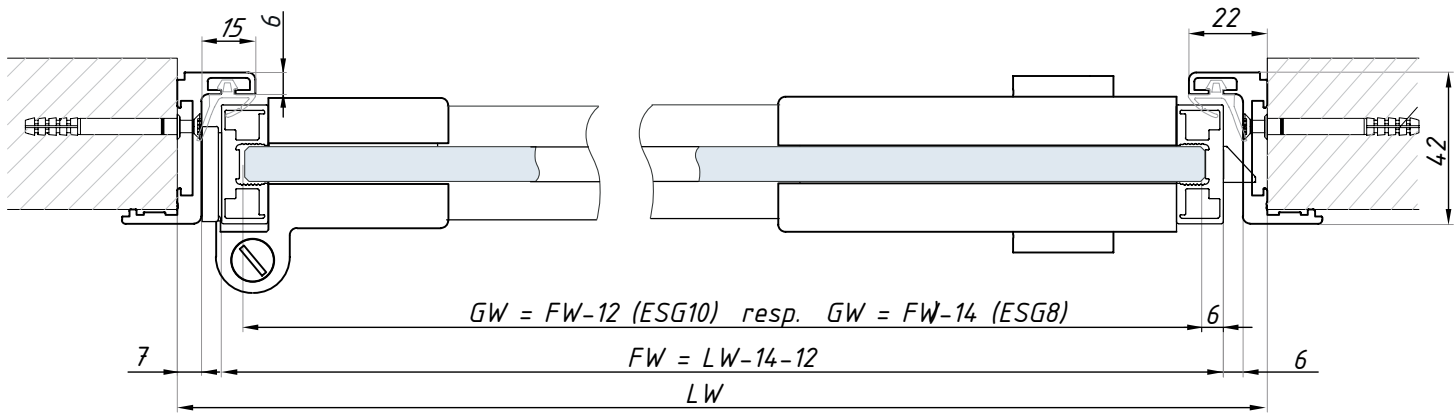 15
6
22
42
GW = FW-12 (ESG10) resp. GW = FW-14 (ESG8)
6
7
FW = LW-14-12
6
LW